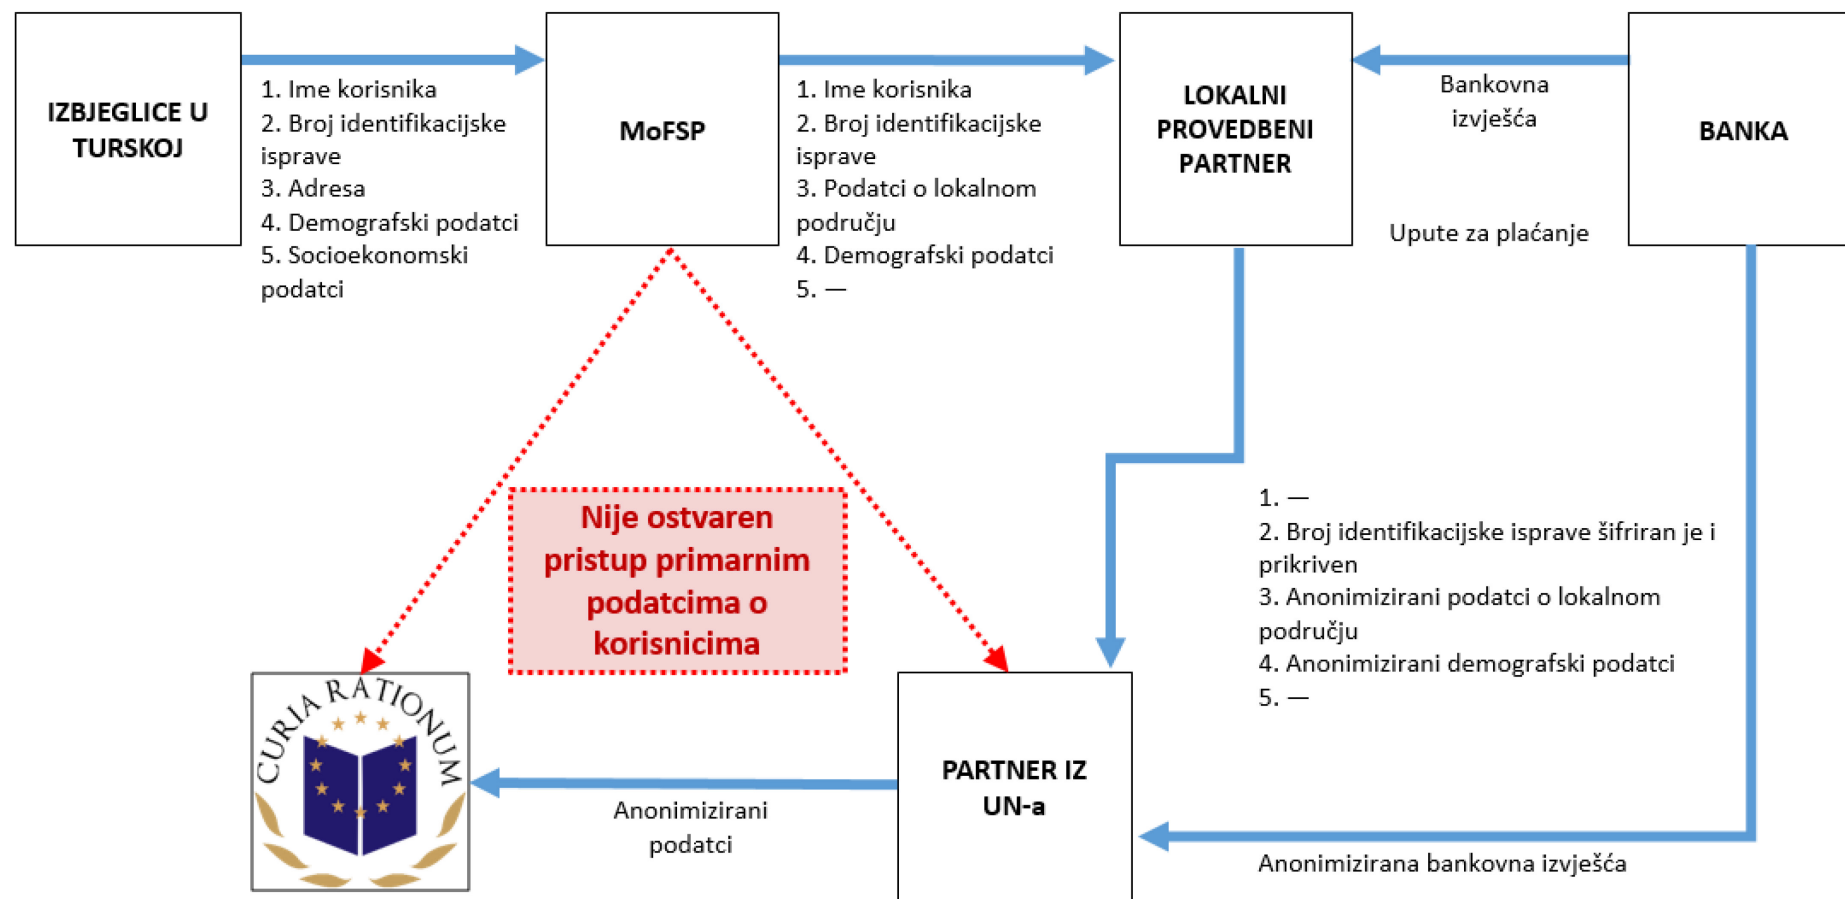 IZBJEGLICE U
TURSKOJ
1. Ime korisnika
2. Broj identifikacijske
isprave
3. Adresa
4. Demografski podatci
5. Socioekonomski
podatci
MoFSP
1. Ime korisnika
2. Broj identifikacijske
isprave
3. Podatci o lokalnom
području
4. Demografski podatci
5. —
LOKALNI
PROVEDBENI
PARTNER
Bankovna
izvješća
Upute za plaćanje
BANKA
Nije ostvaren
pristup primarnim
podatcima o
korisnicima
1. —
2. Broj identifikacijske isprave šifriran je i
prikriven
3. Anonimizirani podatci o lokalnom
području
4. Anonimizirani demografski podatci
5. —
CURIA RATIONUM
Anonimizirani
podatci
PARTNER IZ
UN-a
Anonimizirana bankovna izvješća